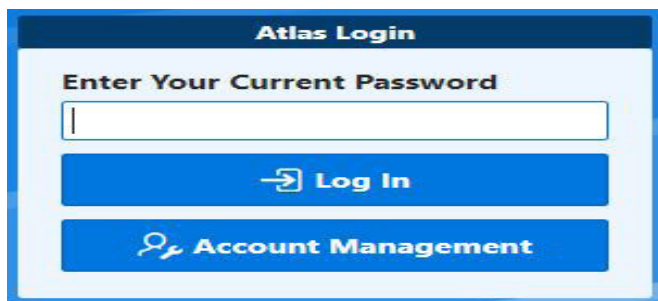 Atlas Login
Enter Your Current Password
Log In
Account Management